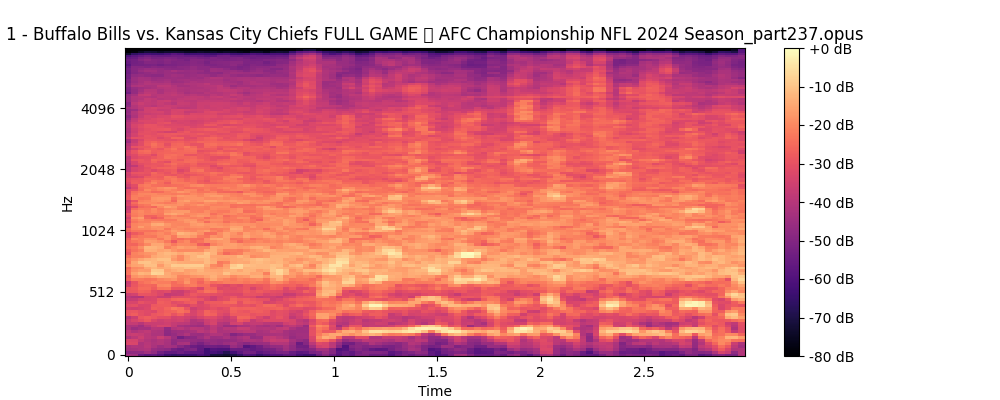 1 - Buffalo Bills vs. Kansas City Chiefs FULL GAME ▯ AFC Championship NFL 2024 Season_part237.opus
+0 dB
-10 dB
-20 dB
-30 dB
-40 dB
-50 dB
-60 dB
-70 dB
-80 dB
4096
2048
1024
512
0
Hz
0
0.5
1
1.5
2
2.5
Time